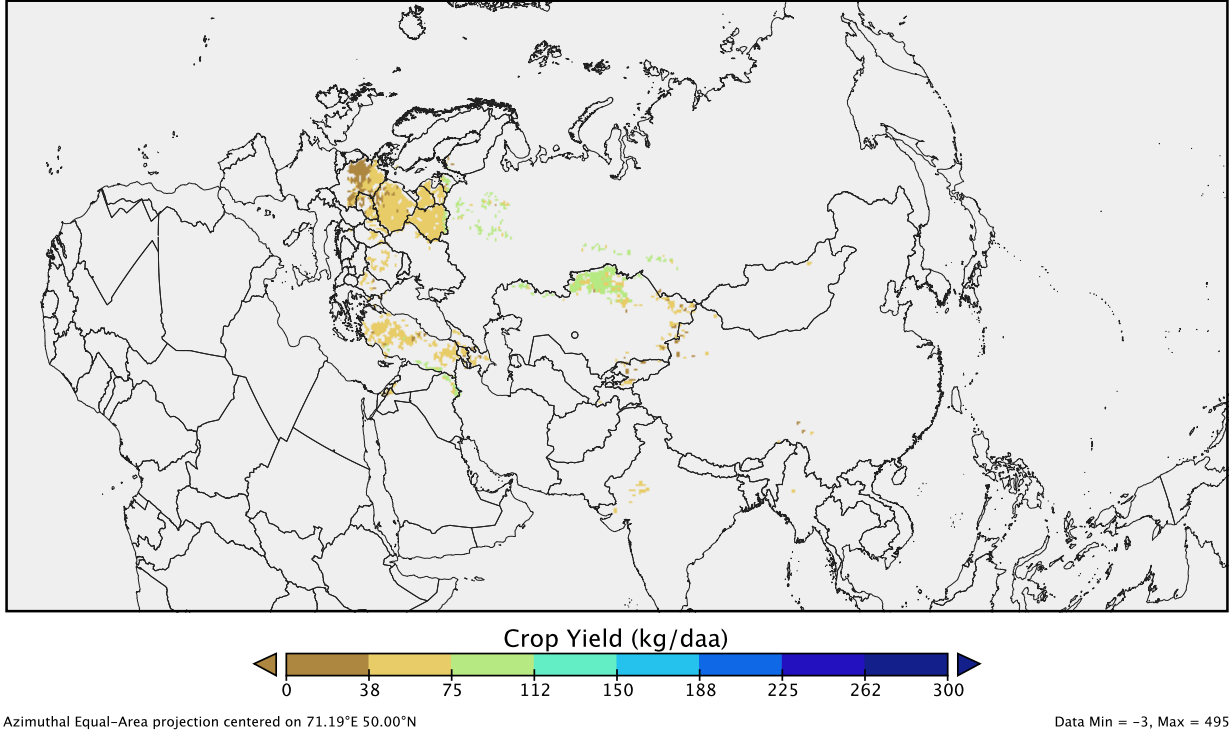 Crop Yield (kg/daa)
0 38 75 112 150 188 225 262 300
Azimuthal Equal−Area projection centered on 71.19°E 50.00°N
Data Min = −3, Max = 495